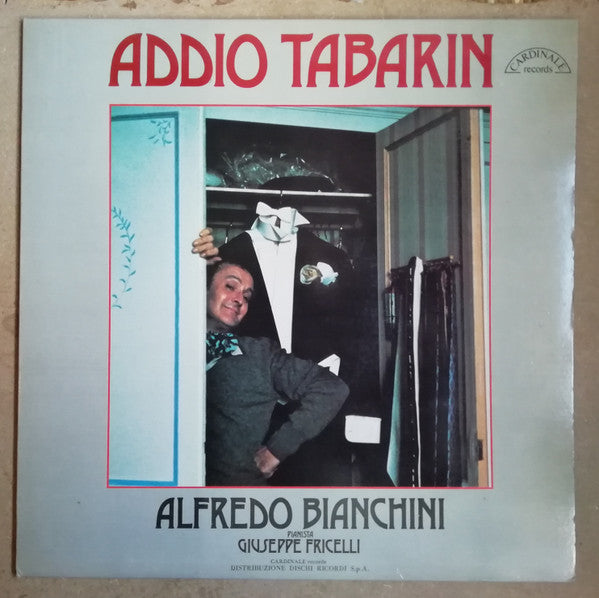 ADDIO TABARIN
CARDINALE
records
ALFREDO BIANCHINI
PIANISTA
GIUSEPPE FRICELLI
CARDINALE records
DISTRIBUZIONE DISCHI RICORDI S.p.A.